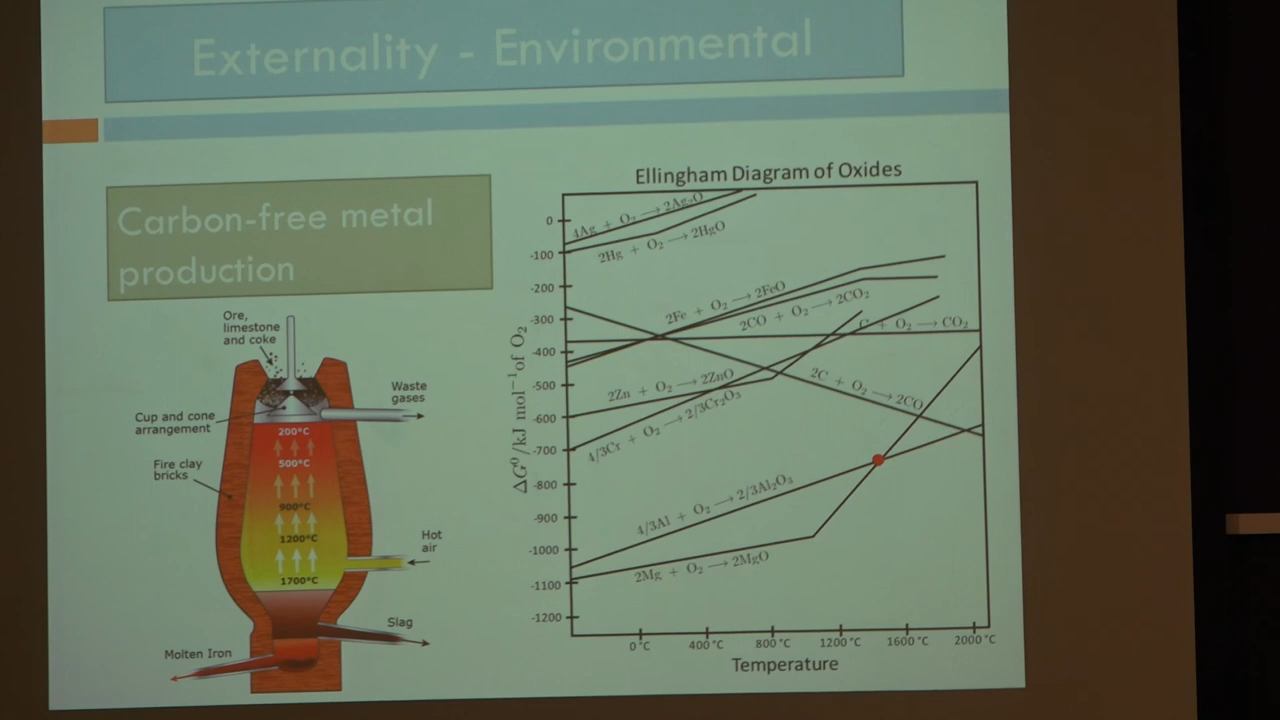 Externality - Environmental
Carbon-free metal
production
Ore,
limestone
and coke
Waste
gases
Cup and cone
arrangement
Fire clay
bricks
200°C
500°C
900°C
1200°C
1700°C
Hot
air
Slag
Molten Iron
Ellingham Diagram of Oxides
ΔG⁰/kJ mol⁻¹ of O₂
0
-100
-200
-300
-400
-500
-600
-700
-800
-900
-1000
-1100
-1200
4Ag + O₂ → 2Ag₂O
2Hg + O₂ → 2HgO
2Fe + O₂ → 2FeO
2CO + O₂ → 2CO₂
C + O₂ → CO₂
2Zn + O₂ → 2ZnO
2C + O₂ → 2CO
4/3Cr + O₂ → 2/3Cr₂O₃
4/3Al + O₂ → 2/3Al₂O₃
2Mg + O₂ → 2MgO
0°C
400°C
800°C
1200°C
1600°C
2000°C
Temperature